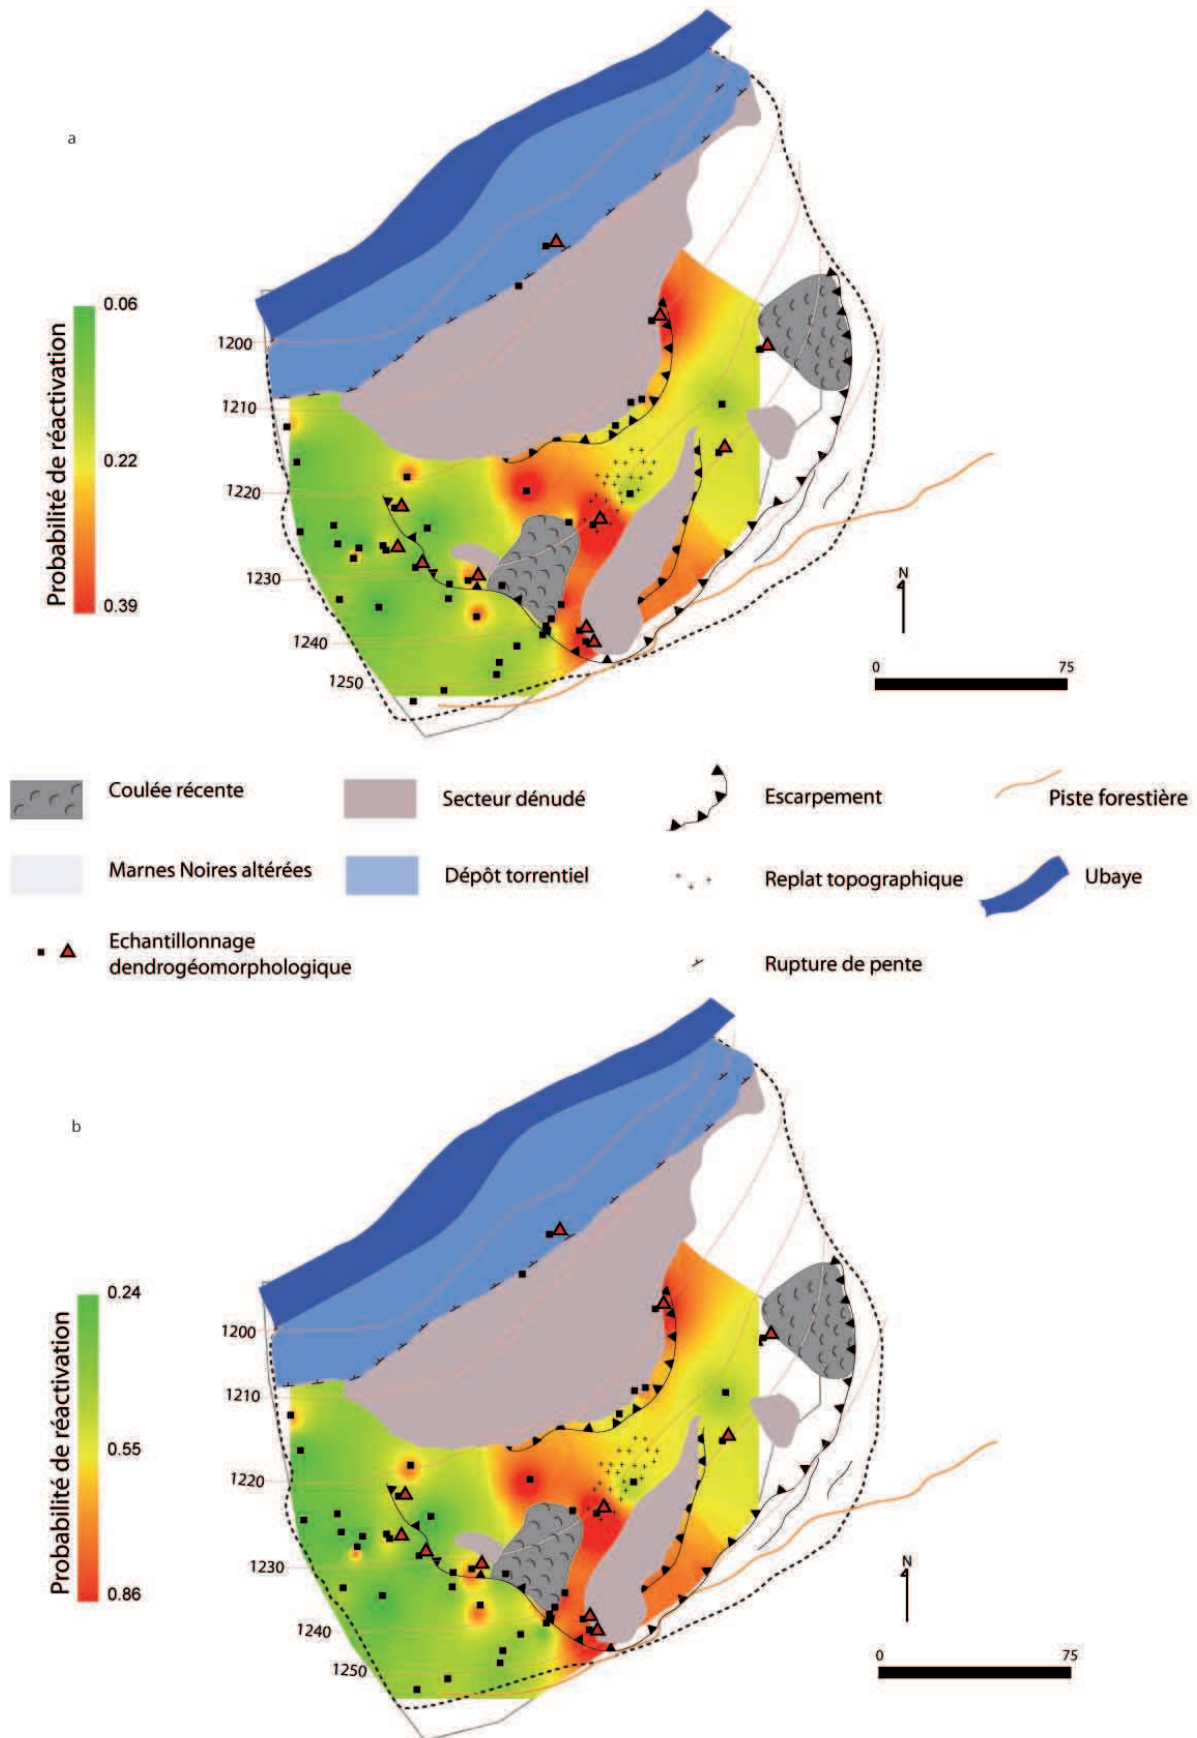 a
Probabilité de réactivation
0.06
0.22
0.39
1200
1210
1220
1230
1240
1250
N
0 75
Coulée récente
Secteur dénudé
Escarpement
Piste forestière
Marnes Noires altérées
Dépôt torrentiel
Replat topographique
Ubaye
Echantillonnage
dendrogéomorphologique
Rupture de pente
b
Probabilité de réactivation
0.24
0.55
0.86
1200
1210
1220
1230
1240
1250
N
0 75